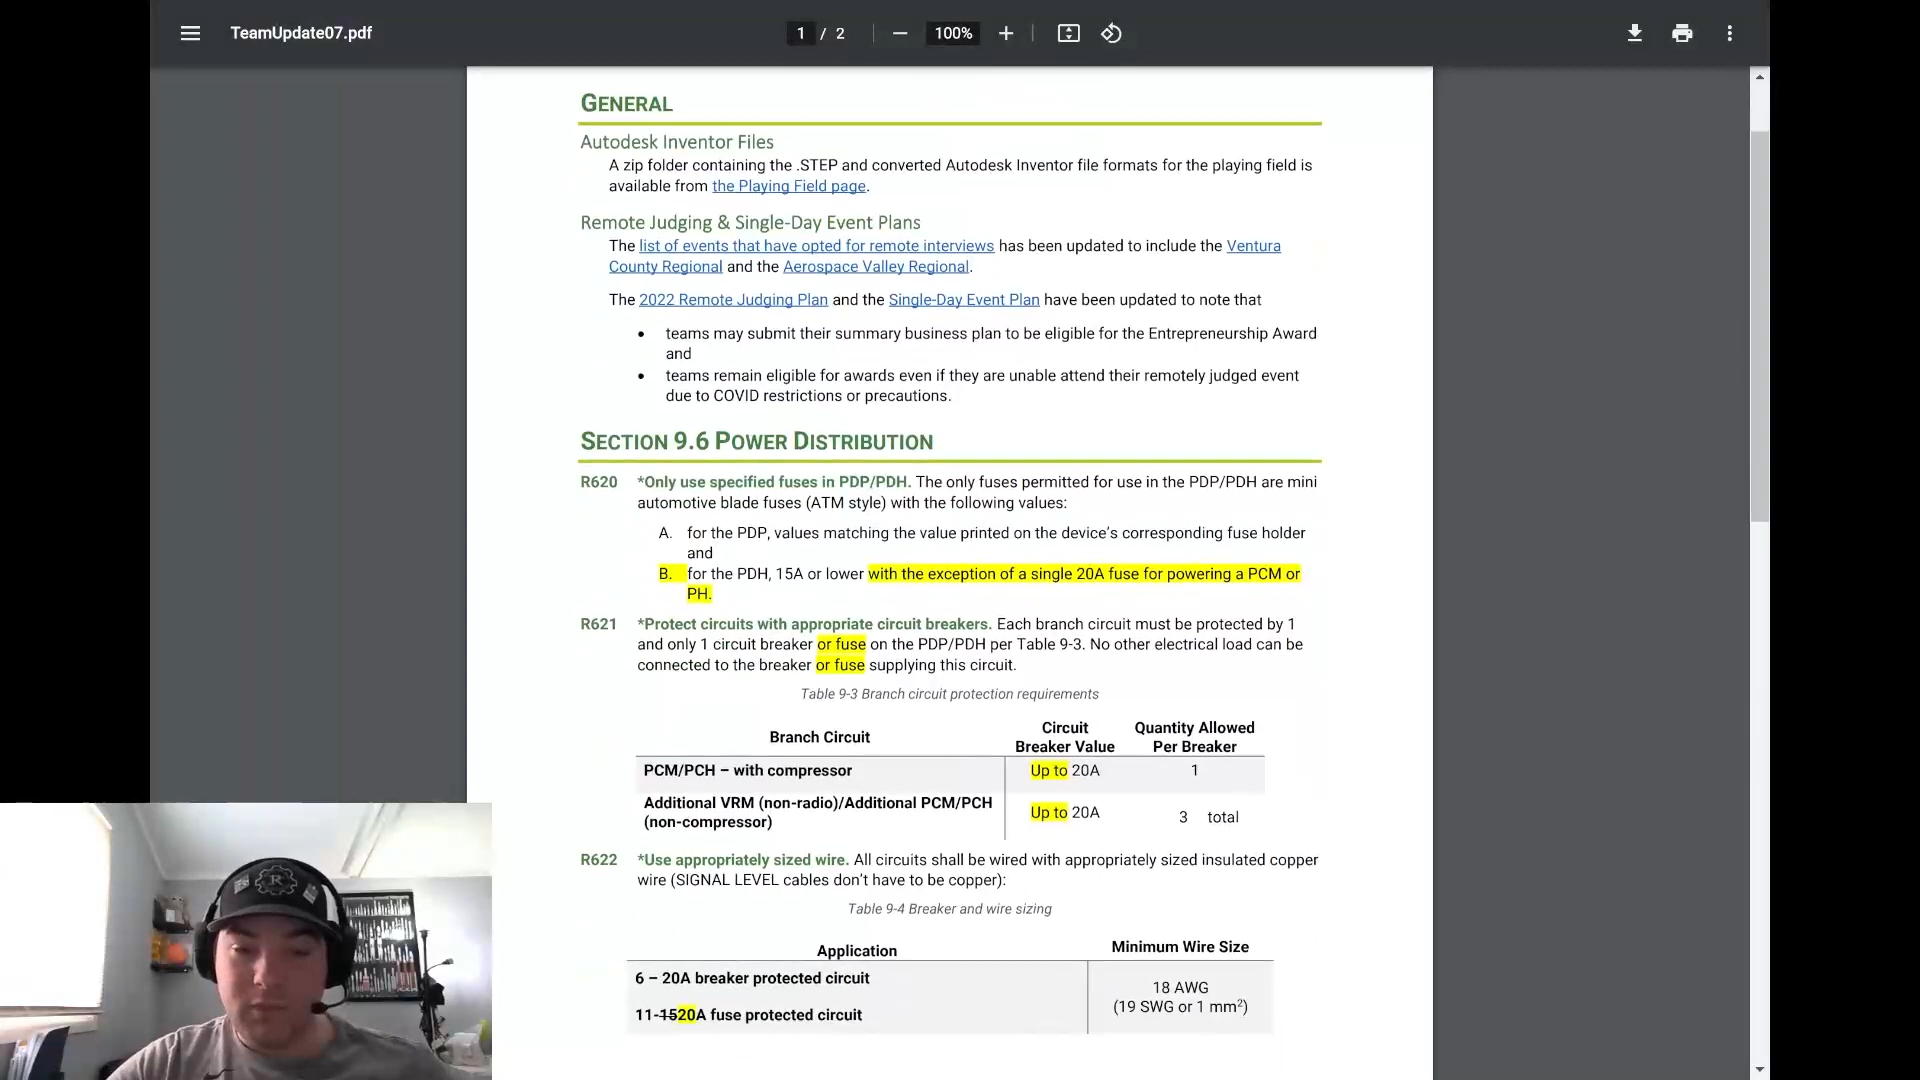 TeamUpdate07.pdf
1 / 2
100%
GENERAL
Autodesk Inventor Files
A zip folder containing the .STEP and converted Autodesk Inventor file formats for the playing field is
available from the Playing Field page.
Remote Judging & Single-Day Event Plans
The list of events that have opted for remote interviews has been updated to include the Ventura
County Regional and the Aerospace Valley Regional.
The 2022 Remote Judging Plan and the Single-Day Event Plan have been updated to note that
• teams may submit their summary business plan to be eligible for the Entrepreneurship Award
and
• teams remain eligible for awards even if they are unable attend their remotely judged event
due to COVID restrictions or precautions.
SECTION 9.6 POWER DISTRIBUTION
R620 *Only use specified fuses in PDP/PDH. The only fuses permitted for use in the PDP/PDH are mini
automotive blade fuses (ATM style) with the following values:
A. for the PDP, values matching the value printed on the device's corresponding fuse holder
and
B. for the PDH, 15A or lower with the exception of a single 20A fuse for powering a PCM or
PH.
R621 *Protect circuits with appropriate circuit breakers. Each branch circuit must be protected by 1
and only 1 circuit breaker or fuse on the PDP/PDH per Table 9-3. No other electrical load can be
connected to the breaker or fuse supplying this circuit.
Table 9-3 Branch circuit protection requirements
Branch Circuit
Circuit
Breaker Value
Quantity Allowed
Per Breaker
PCM/PCH – with compressor
Up to 20A
1
Additional VRM (non-radio)/Additional PCM/PCH
(non-compressor)
Up to 20A
3 total
R622 *Use appropriately sized wire. All circuits shall be wired with appropriately sized insulated copper
wire (SIGNAL LEVEL cables don't have to be copper):
Table 9-4 Breaker and wire sizing
Application
Minimum Wire Size
6 – 20A breaker protected circuit
11-1520A fuse protected circuit
18 AWG
(19 SWG or 1 mm²)
R